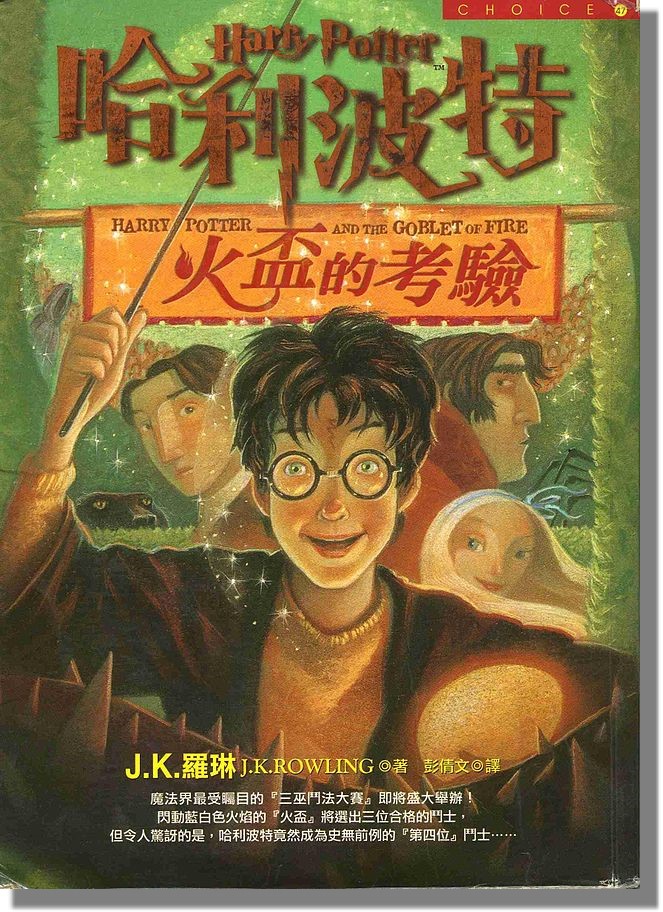 CHOICE 47
Harry Potter
哈利波特™
HARRY POTTER AND THE GOBLET OF FIRE
火盃的考驗
J.K.羅琳 J.K.ROWLING ◎著 彭倩文◎譯
魔法界最受矚目的『三巫鬥法大賽』即將盛大舉辦!
閃動藍白色火焰的『火盃』將選出三位合格的鬥士,
但令人驚訝的是,哈利波特竟然成為史無前例的『第四位』鬥士……